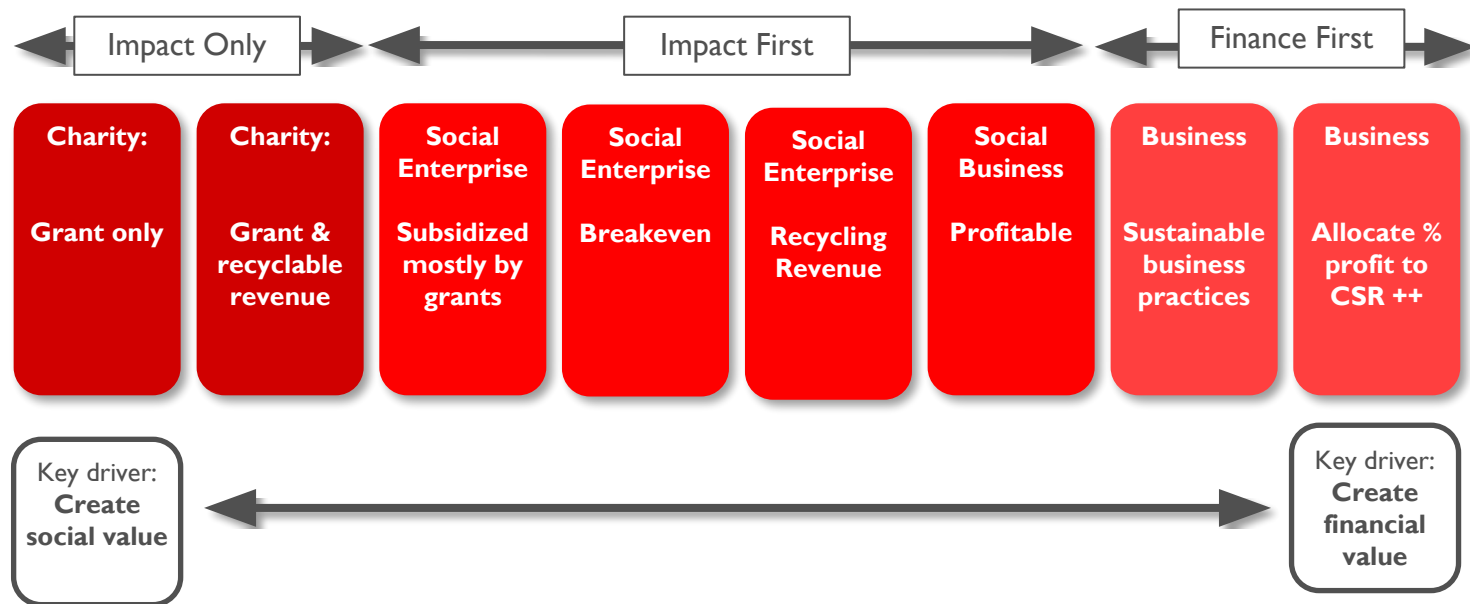 Impact Only
Impact First
Finance First
Charity:
Grant only
Charity:
Grant &
recyclable
revenue
Social
Enterprise
Subsidized
mostly by
grants
Social
Enterprise
Breakeven
Social
Enterprise
Recycling
Revenue
Social
Business
Profitable
Business
Sustainable
business
practices
Business
Allocate %
profit to
CSR ++
Key driver:
Create
social value
Key driver:
Create
financial
value